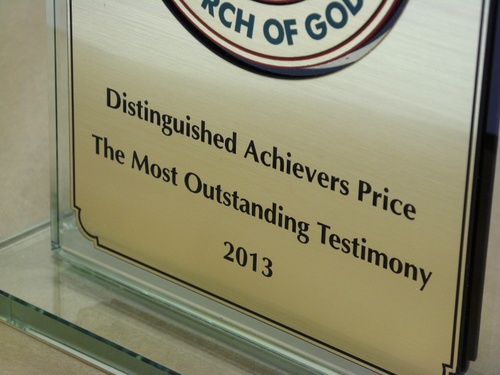 RCH OF GOD
Distinguished Achievers Price
The Most Outstanding Testimony
2013